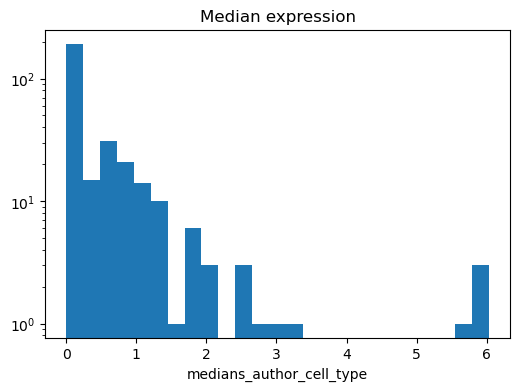 Median expression
10²
10¹
10⁰
0 1 2 3 4 5 6
medians_author_cell_type